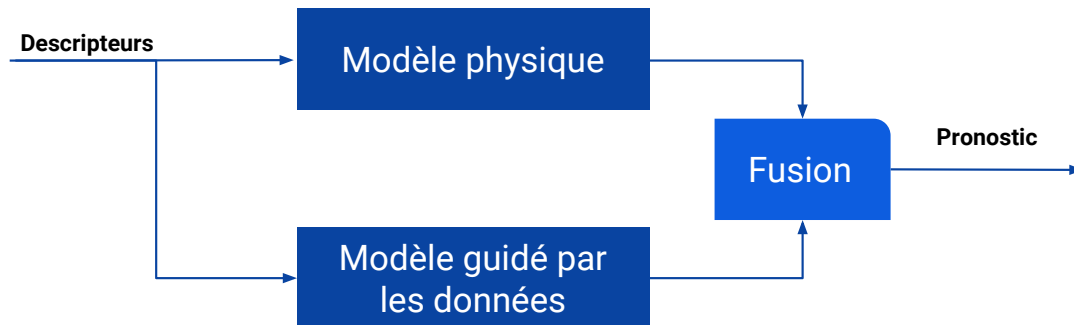 Descripteurs
Modèle physique
Fusion
Pronostic
Modèle guidé par
les données